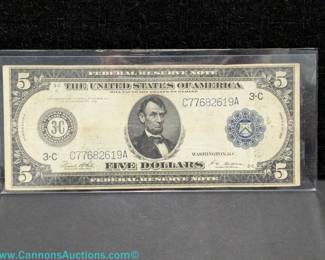 FEDERAL RESERVE NOTE
5 THE UNITED STATES OF AMERICA 5
C77682619A 3-C
3-C
3-C C77682619A
WASHINGTON, D.C.
5 FIVE DOLLARS 5
www.CannonsAuctions.com